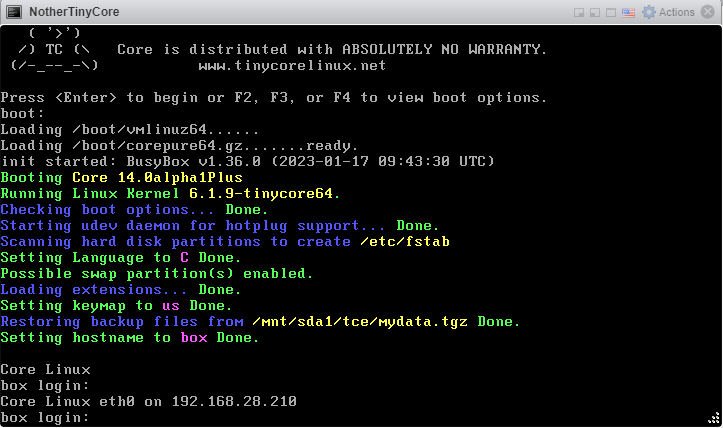 NotherTinyCore
Actions
( '>')
/) TC (\   Core is distributed with ABSOLUTELY NO WARRANTY.
(/-_--_-\)           www.tinycorelinux.net
Press <Enter> to begin or F2, F3, or F4 to view boot options.
boot:
Loading /boot/vmlinuz64......
Loading /boot/corepure64.gz.......ready.
init started: BusyBox v1.36.0 (2023-01-17 09:43:30 UTC)
Booting Core 14.0alpha1Plus
Running Linux Kernel 6.1.9-tinycore64.
Checking boot options... Done.
Starting udev daemon for hotplug support... Done.
Scanning hard disk partitions to create /etc/fstab
Setting Language to C Done.
Possible swap partition(s) enabled.
Loading extensions... Done.
Setting keymap to us Done.
Restoring backup files from /mnt/sda1/tce/mydata.tgz Done.
Setting hostname to box Done.
Core Linux
box login:
Core Linux eth0 on 192.168.28.210
box login: